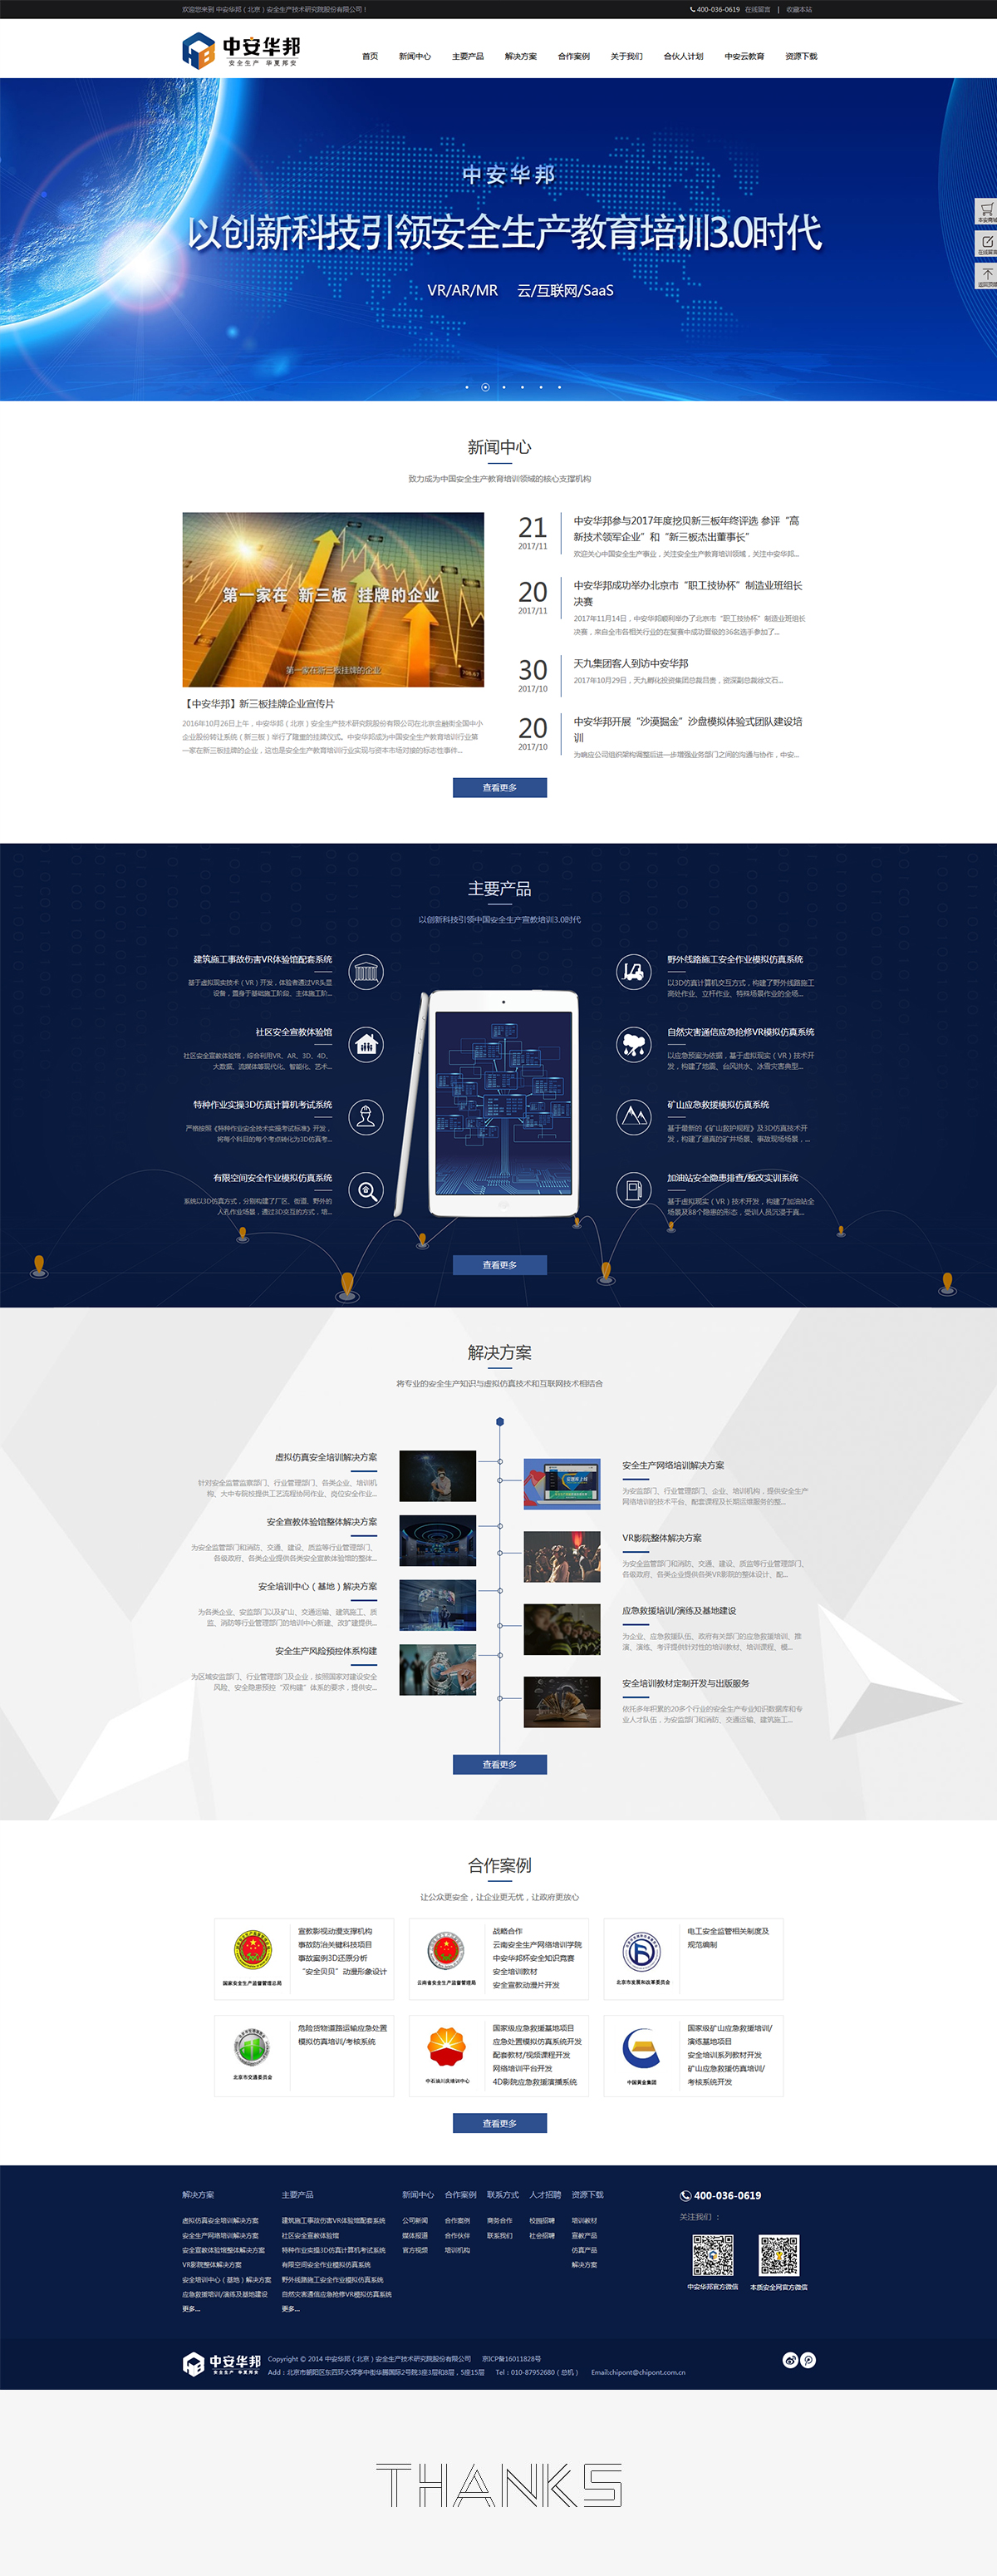 欢迎您来到 中安华邦（北京）安全生产技术研究院股份有限公司！
400-036-0619 在线留言 | 收藏本站
中安华邦
安全生产 华夏邦安
首页 新闻中心 主要产品 解决方案 合作案例 关于我们 合伙人计划 中安云教育 资源下载
中安华邦
以创新科技引领安全生产教育培训3.0时代
VR/AR/MR 云/互联网/SaaS
在线留言
返回顶部
新闻中心
致力成为中国安全生产教育培训领域的核心支撑机构
第一家在 新三板 挂牌的企业
第一家在新三板挂牌的企业
【中安华邦】新三板挂牌企业宣传片
2016年10月26日上午，中安华邦（北京）安全生产技术研究院股份有限公司在北京金融街全国中小
企业股份转让系统（新三板）举行了隆重的挂牌仪式。中安华邦成为中国安全生产教育培训行业第
一家在新三板挂牌的企业，这也是安全生产教育培训行业实现与资本市场对接的标志性事件...
21
2017/11
中安华邦参与2017年度挖贝新三板年终评选 参评“高
新技术领军企业”和“新三板杰出董事长”
欢迎关心中国安全生产事业，关注安全生产教育培训领域，关注中安华邦...
20
2017/11
中安华邦成功举办北京市“职工技协杯”制造业班组长
决赛
2017年11月14日，中安华邦顺利举办了北京市“职工技协杯”制造业班组长
决赛，来自全市各相关行业的在复赛中成功晋级的36名选手参加了...
30
2017/10
天九集团客人到访中安华邦
2017年10月29日，天九孵化投资集团总裁吕贵，资深副总裁徐文石...
20
2017/10
中安华邦开展“沙漠掘金”沙盘模拟体验式团队建设培
训
为响应公司组织架构调整后进一步增强业务部门之间的沟通与协作，中安...
查看更多
主要产品
以创新科技引领中国安全生产宣教培训3.0时代
建筑施工事故伤害VR体验馆配套系统
基于虚拟现实技术（VR）开发，体验者通过VR头显
设备，置身于基础施工阶段、主体施工阶...
社区安全宣教体验馆
社区安全宣教体验馆，综合利用VR、AR、3D、4D、
大数据、流媒体等现代化、智能化、艺术...
特种作业实操3D仿真计算机考试系统
严格按照《特种作业安全技术实操考试标准》开发，
将每个科目的每个考点转化为3D仿真考...
有限空间安全作业模拟仿真系统
系统以3D仿真方式，分别构建了厂区、街道、野外的
人孔作业场景，通过3D交互的方式，培...
野外线路施工安全作业模拟仿真系统
以3D仿真计算机交互方式，构建了野外线路施工
高处作业、立杆作业、特殊场景作业的全场...
自然灾害通信应急抢修VR模拟仿真系统
以应急预案为依据，基于虚拟现实（VR）技术开
发，构建了地震、台风洪水、冰雪灾害典型...
矿山应急救援模拟仿真系统
基于最新的《矿山救护规程》及3D仿真技术开
发，构建了逼真的矿井场景、事故现场场景，...
加油站安全隐患排查/整改实训系统
基于虚拟现实（VR）技术开发，构建了加油站全
场景及88个隐患的形态，受训人员沉浸于真...
查看更多
解决方案
将专业的安全生产知识与虚拟仿真技术和互联网技术相结合
虚拟仿真安全培训解决方案
针对安全监管监察部门、行业管理部门、各类企业、培训机
构、大中专院校提供工艺流程协同作业、岗位安全作业...
安全宣教体验馆整体解决方案
为安全监管部门和消防、交通、建设、质监等行业管理部门、
各级政府、各类企业提供各类安全宣教体验馆的整体...
安全培训中心（基地）解决方案
为各类企业、安监部门以及矿山、交通运输、建筑施工、质
监、消防等行业管理部门的培训中心新建、改扩建提供...
安全生产风险预控体系构建
为区域安监部门、行业管理部门及企业，按照国家对建设安全
风险、安全隐患预控“双构建”体系的要求，提供安...
安全生产网络培训解决方案
为安监部门、行业管理部门、企业、培训机构，提供安全生产
网络培训的技术平台、配套课程及长期运维服务的整...
VR影院整体解决方案
为安全监管部门和消防、交通、建设、质监等行业管理部门、
各级政府、各类企业提供各类VR影院的整体设计、配...
应急救援培训/演练及基地建设
为企业、应急救援队伍、政府有关部门的应急救援培训、推
演、演练、考评提供针对性的培训教材、培训课程、模...
安全培训教材定制开发与出版服务
依托多年积累的20多个行业的安全生产专业知识数据库和专
业人才队伍，为安监部门和消防、交通运输、建筑施工...
查看更多
合作案例
让公众更安全，让企业更无忧，让政府更放心
国家安全生产监督管理总局
宣教影视动漫支撑机构
事故防治关键科技项目
事故案例3D还原分析
“安全贝贝”动漫形象设计
云南省安全生产监督管理局
战略合作
云南安全生产网络培训学院
中安华邦杯安全知识竞赛
安全培训教材
安全宣教动漫片开发
北京市发展和改革委员会
电工安全监管相关制度及
规范编制
北京市交通委员会
危险货物道路运输应急处置
模拟仿真培训/考核系统
中石油川庆培训中心
国家级应急救援基地项目
应急处置模拟仿真系统开发
配套教材/视频课程开发
网络培训平台开发
4D影院应急救援演播系统
中国黄金集团
国家级矿山应急救援培训/
演练基地项目
安全培训系列教材开发
矿山应急救援仿真培训/
考核系统开发
查看更多
解决方案 主要产品 新闻中心 合作案例 联系方式 人才招聘 资源下载
虚拟仿真安全培训解决方案 建筑施工事故伤害VR体验馆配套系统 公司新闻 合作案例 商务合作 校园招聘 培训教材
安全生产网络培训解决方案 社区安全宣教体验馆 媒体报道 合作伙伴 联系我们 社会招聘 宣教产品
安全宣教体验馆整体解决方案 特种作业实操3D仿真计算机考试系统 官方视频 培训机构 仿真产品
VR影院整体解决方案 有限空间安全作业模拟仿真系统 解决方案
安全培训中心（基地）解决方案 野外线路施工安全作业模拟仿真系统
应急救援培训/演练及基地建设 自然灾害通信应急抢修VR模拟仿真系统
更多... 更多...
400-036-0619
关注我们：
中安华邦官方微信 本质安全网官方微信
中安华邦
安全生产 华夏邦安
Copyright © 2014 中安华邦（北京）安全生产技术研究院股份有限公司 京ICP备16011828号
Add：北京市朝阳区东四环大郊亭中街华腾国际2号院3座3层和8层，5座15层 Tel：010-87952680（总机） Email:chipont@chipont.com.cn
THANKS